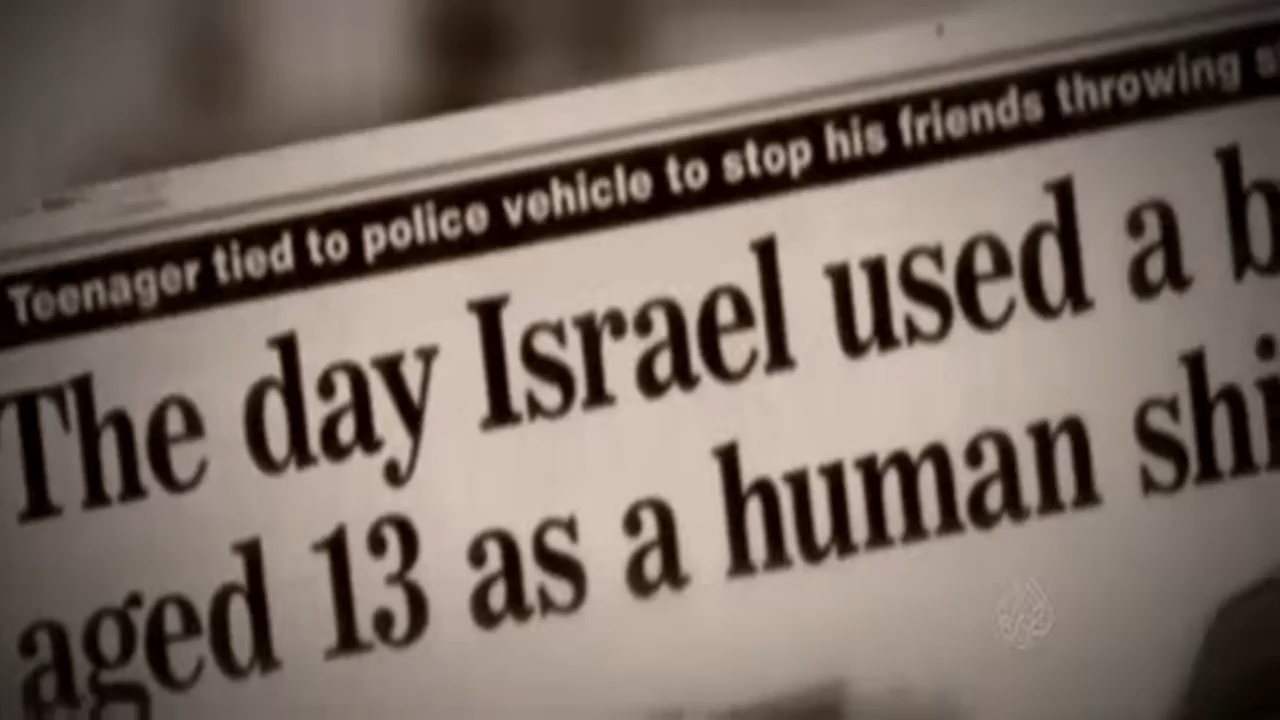 Teenager tied to police vehicle to stop his friends throwing
The day Israel used a
aged 13 as a human